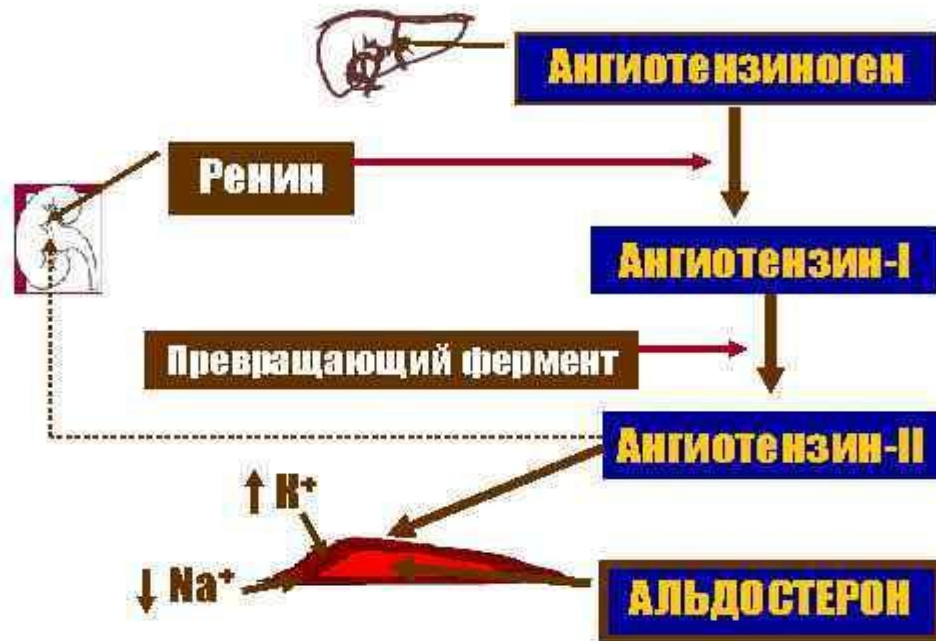 Ангиотензиноген
Ренин
Ангиотензин-I
Превращающий фермент
Ангиотензин-II
↑ К⁺
↓ Na⁺
АЛЬДОСТЕРОН